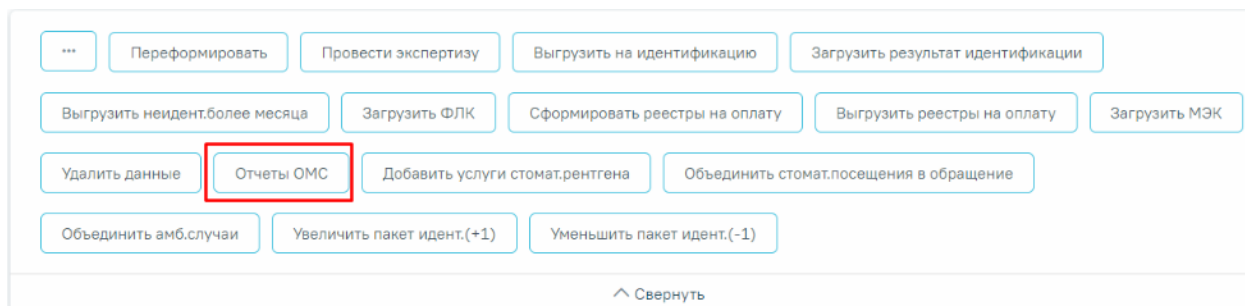 ... Переформировать Провести экспертизу Выгрузить на идентификацию Загрузить результат идентификации
Выгрузить неидент.более месяца Загрузить ФЛК Сформировать реестры на оплату Выгрузить реестры на оплату Загрузить МЭК
Удалить данные Отчеты ОМС Добавить услуги стомат.рентгена Объединить стомат.посещения в обращение
Объединить амб.случаи Увеличить пакет идент.(+1) Уменьшить пакет идент.(-1)
Свернуть